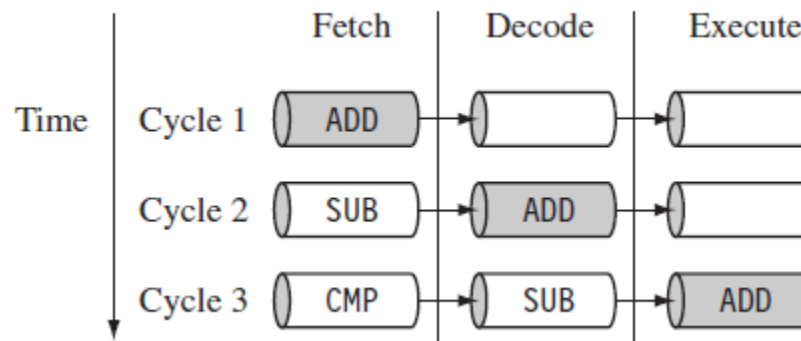 Fetch Decode Execute
Time Cycle 1 ADD
Cycle 2 SUB ADD
Cycle 3 CMP SUB ADD